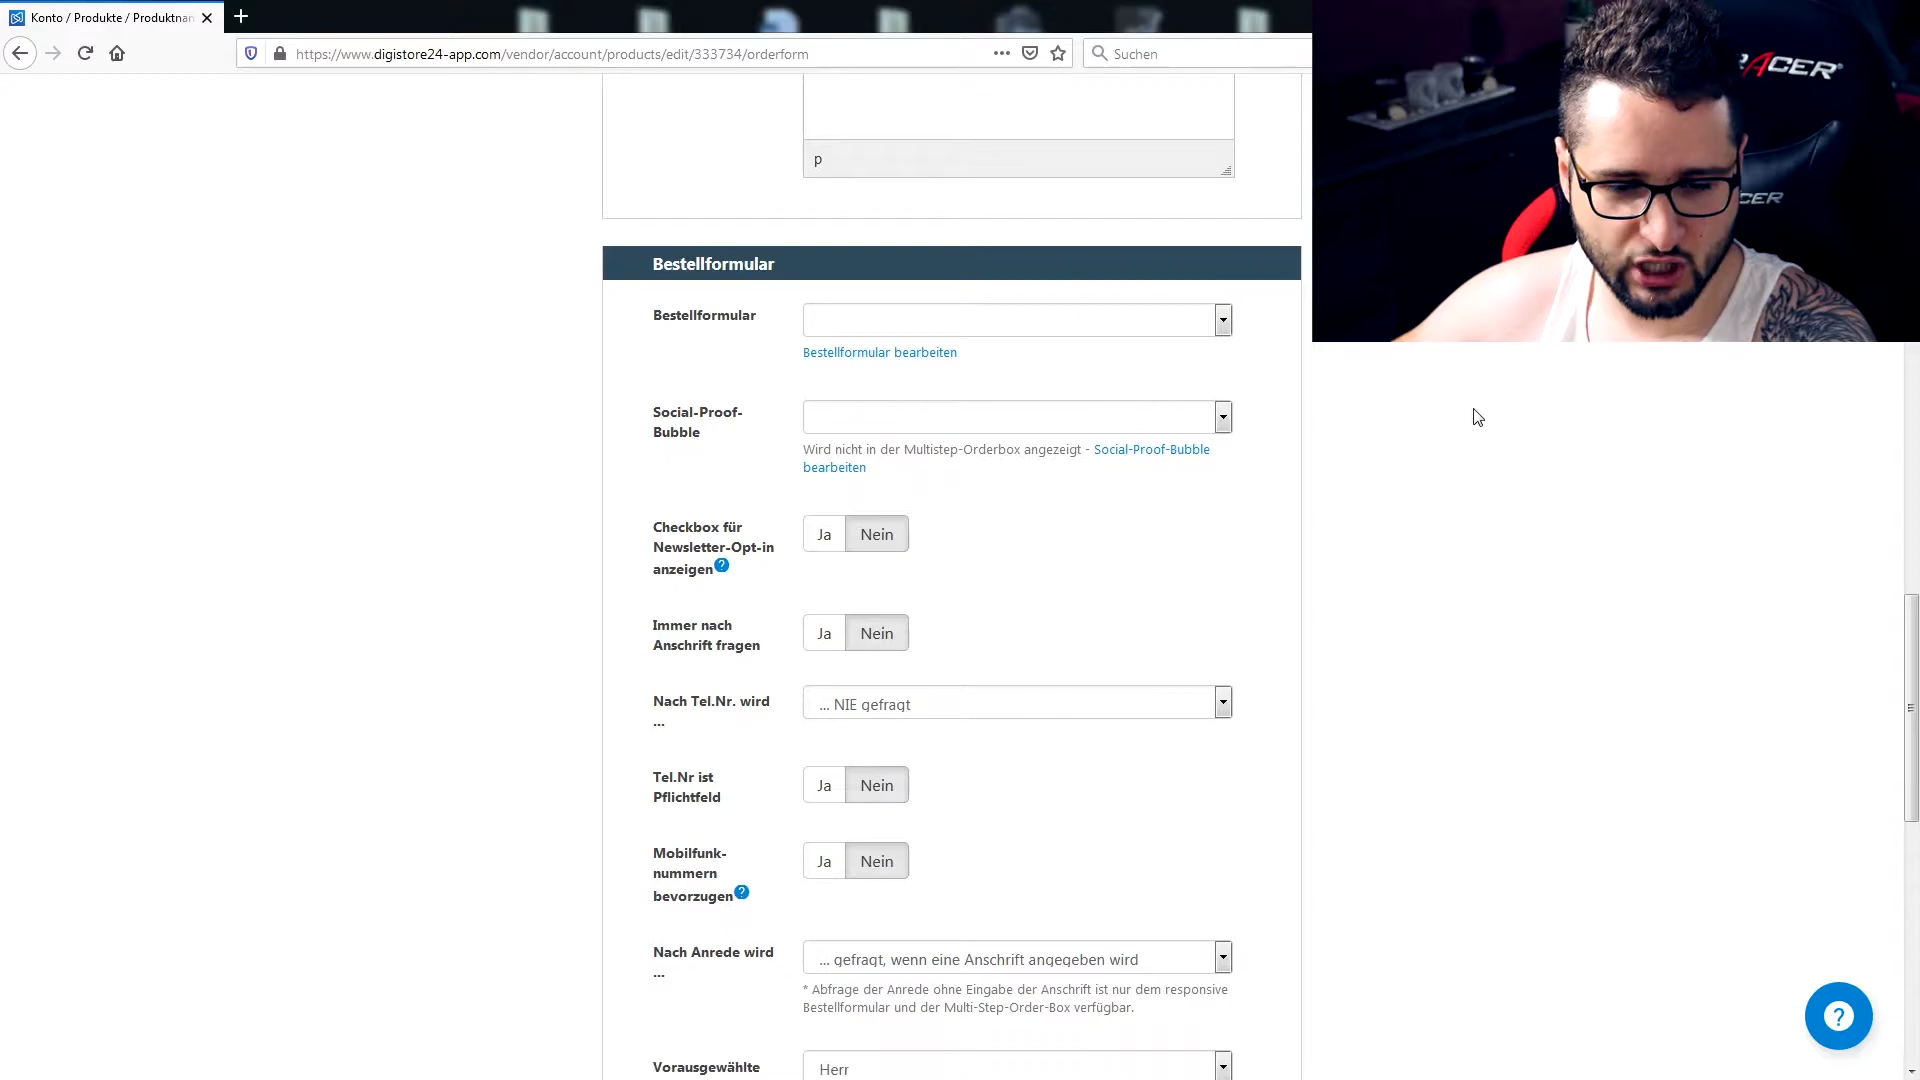 Konto / Produkte / Produktnan
https://www.digistore24-app.com/vendor/account/products/edit/333734/orderform
Suchen
p
Bestellformular
Bestellformular
Bestellformular bearbeiten
Social-Proof-
Bubble
Wird nicht in der Multistep-Orderbox angezeigt - Social-Proof-Bubble
bearbeiten
Checkbox für
Newsletter-Opt-in
anzeigen ?
Ja Nein
Immer nach
Anschrift fragen
Ja Nein
Nach Tel.Nr. wird
...
... NIE gefragt
Tel.Nr ist
Pflichtfeld
Ja Nein
Mobilfunk-
nummern
bevorzugen ?
Ja Nein
Nach Anrede wird
...
... gefragt, wenn eine Anschrift angegeben wird
* Abfrage der Anrede ohne Eingabe der Anschrift ist nur dem responsive
Bestellformular und der Multi-Step-Order-Box verfügbar.
Vorausgewählte
Herr
?